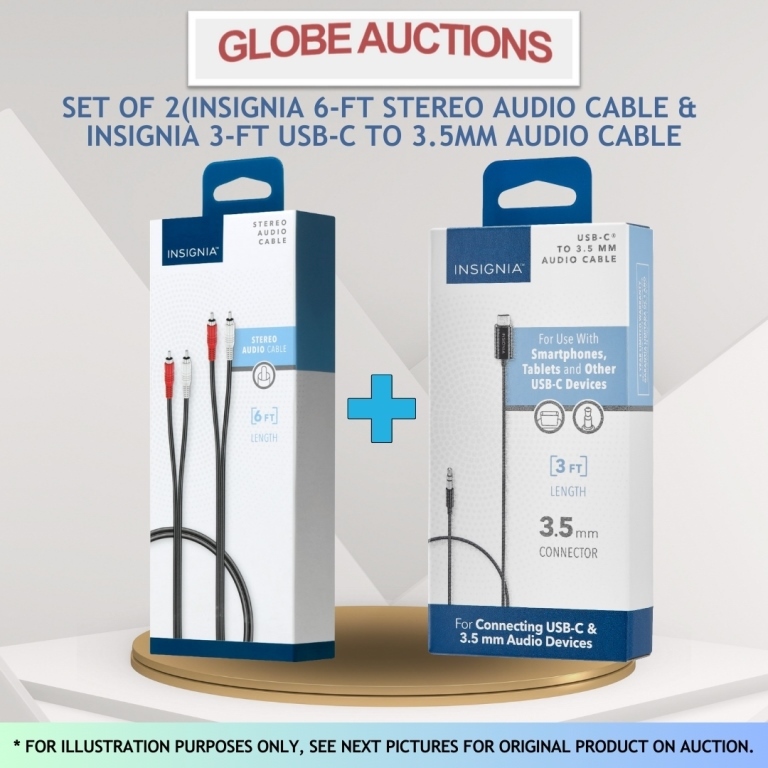 GLOBE AUCTIONS
SET OF 2(INSIGNIA 6-FT STEREO AUDIO CABLE &
INSIGNIA 3-FT USB-C TO 3.5MM AUDIO CABLE
STEREO
AUDIO
CABLE
INSIGNIA™
STEREO
AUDIO CABLE
[6 FT]
LENGTH
USB-C®
TO 3.5 MM
AUDIO CABLE
INSIGNIA™
For Use With
Smartphones,
Tablets and Other
USB-C Devices
[3 FT]
LENGTH
3.5mm
CONNECTOR
For Connecting USB-C &
3.5 mm Audio Devices
* FOR ILLUSTRATION PURPOSES ONLY, SEE NEXT PICTURES FOR ORIGINAL PRODUCT ON AUCTION.